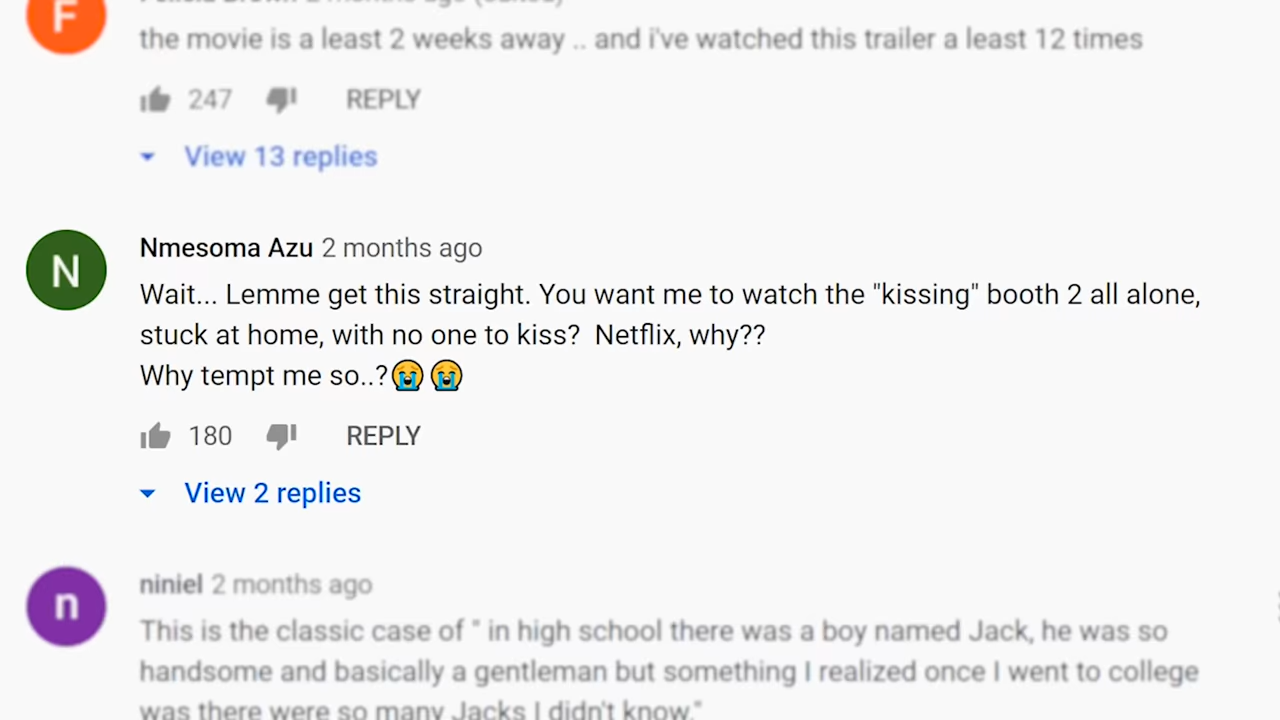 F
2 months ago (edited)
the movie is a least 2 weeks away .. and i've watched this trailer a least 12 times
247 REPLY
View 13 replies
N
Nmesoma Azu 2 months ago
Wait... Lemme get this straight. You want me to watch the "kissing" booth 2 all alone,
stuck at home, with no one to kiss?  Netflix, why??
Why tempt me so..?😭😭
180 REPLY
View 2 replies
n
niniel 2 months ago
This is the classic case of " in high school there was a boy named Jack, he was so
handsome and basically a gentleman but something I realized once I went to college
was there were so many Jacks I didn't know."